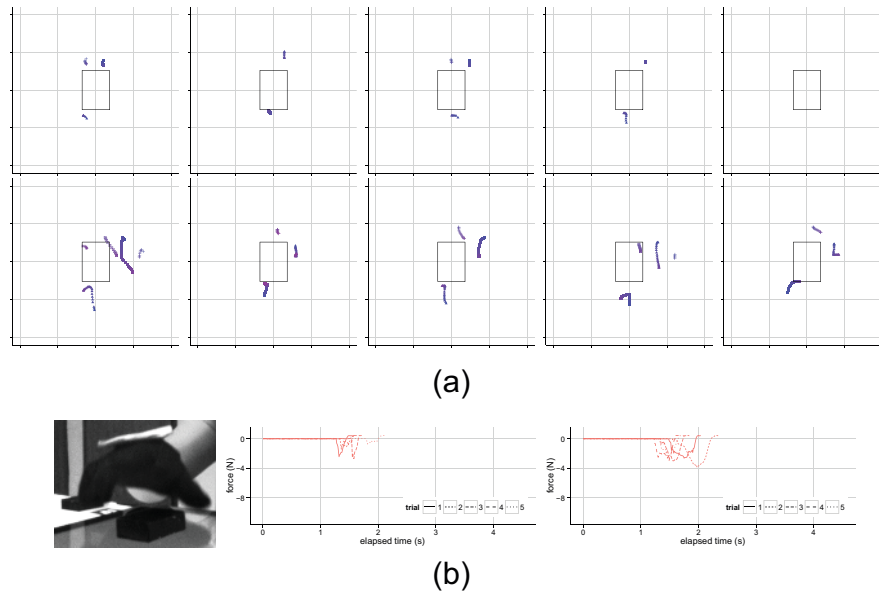 (a)
0
−4
−8
force (N)
trial 1 2 3 4 5
0 1 2 3 4
elapsed time (s)
0
−4
−8
force (N)
trial 1 2 3 4 5
0 1 2 3 4
elapsed time (s)
(b)